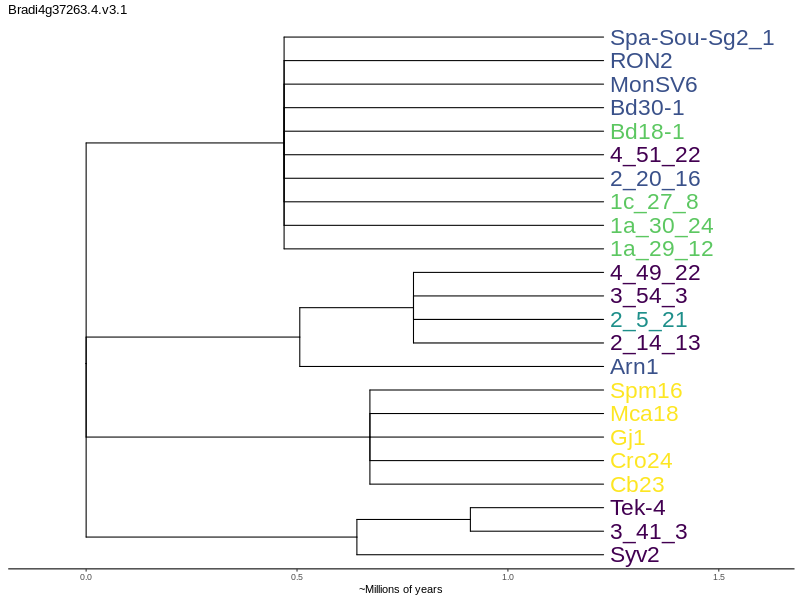 Bradi4g37263.4.v3.1
Spa-Sou-Sg2_1
RON2
MonSV6
Bd30-1
Bd18-1
4_51_22
2_20_16
1c_27_8
1a_30_24
1a_29_12
4_49_22
3_54_3
2_5_21
2_14_13
Arn1
Spm16
Mca18
Gj1
Cro24
Cb23
Tek-4
3_41_3
Syv2
0.0 0.5 1.0 1.5
~Millions of years